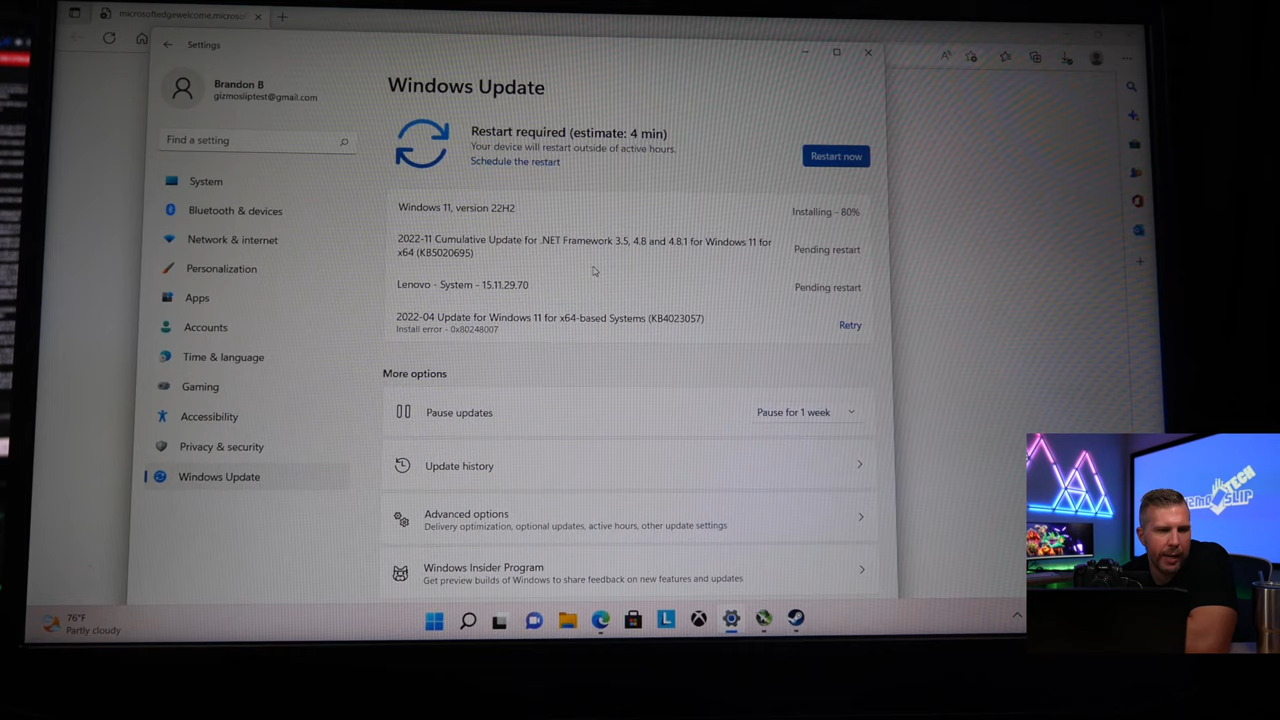 microsoftedgewelcome.microso
Settings
Brandon B
gizmosliptest@gmail.com
Find a setting
System
Bluetooth & devices
Network & internet
Personalization
Apps
Accounts
Time & language
Gaming
Accessibility
Privacy & security
Windows Update
Windows Update
Restart required (estimate: 4 min)
Your device will restart outside of active hours.
Schedule the restart
Restart now
Windows 11, version 22H2
Installing - 80%
2022-11 Cumulative Update for .NET Framework 3.5, 4.8 and 4.8.1 for Windows 11 for
x64 (KB5020695)
Pending restart
Lenovo - System - 15.11.29.70
Pending restart
2022-04 Update for Windows 11 for x64-based Systems (KB4023057)
Install error - 0x80248007
Retry
More options
Pause updates
Pause for 1 week
Update history
Advanced options
Delivery optimization, optional updates, active hours, other update settings
Windows Insider Program
Get preview builds of Windows to share feedback on new features and updates
76°F
Partly cloudy
L
TECH
SLIP